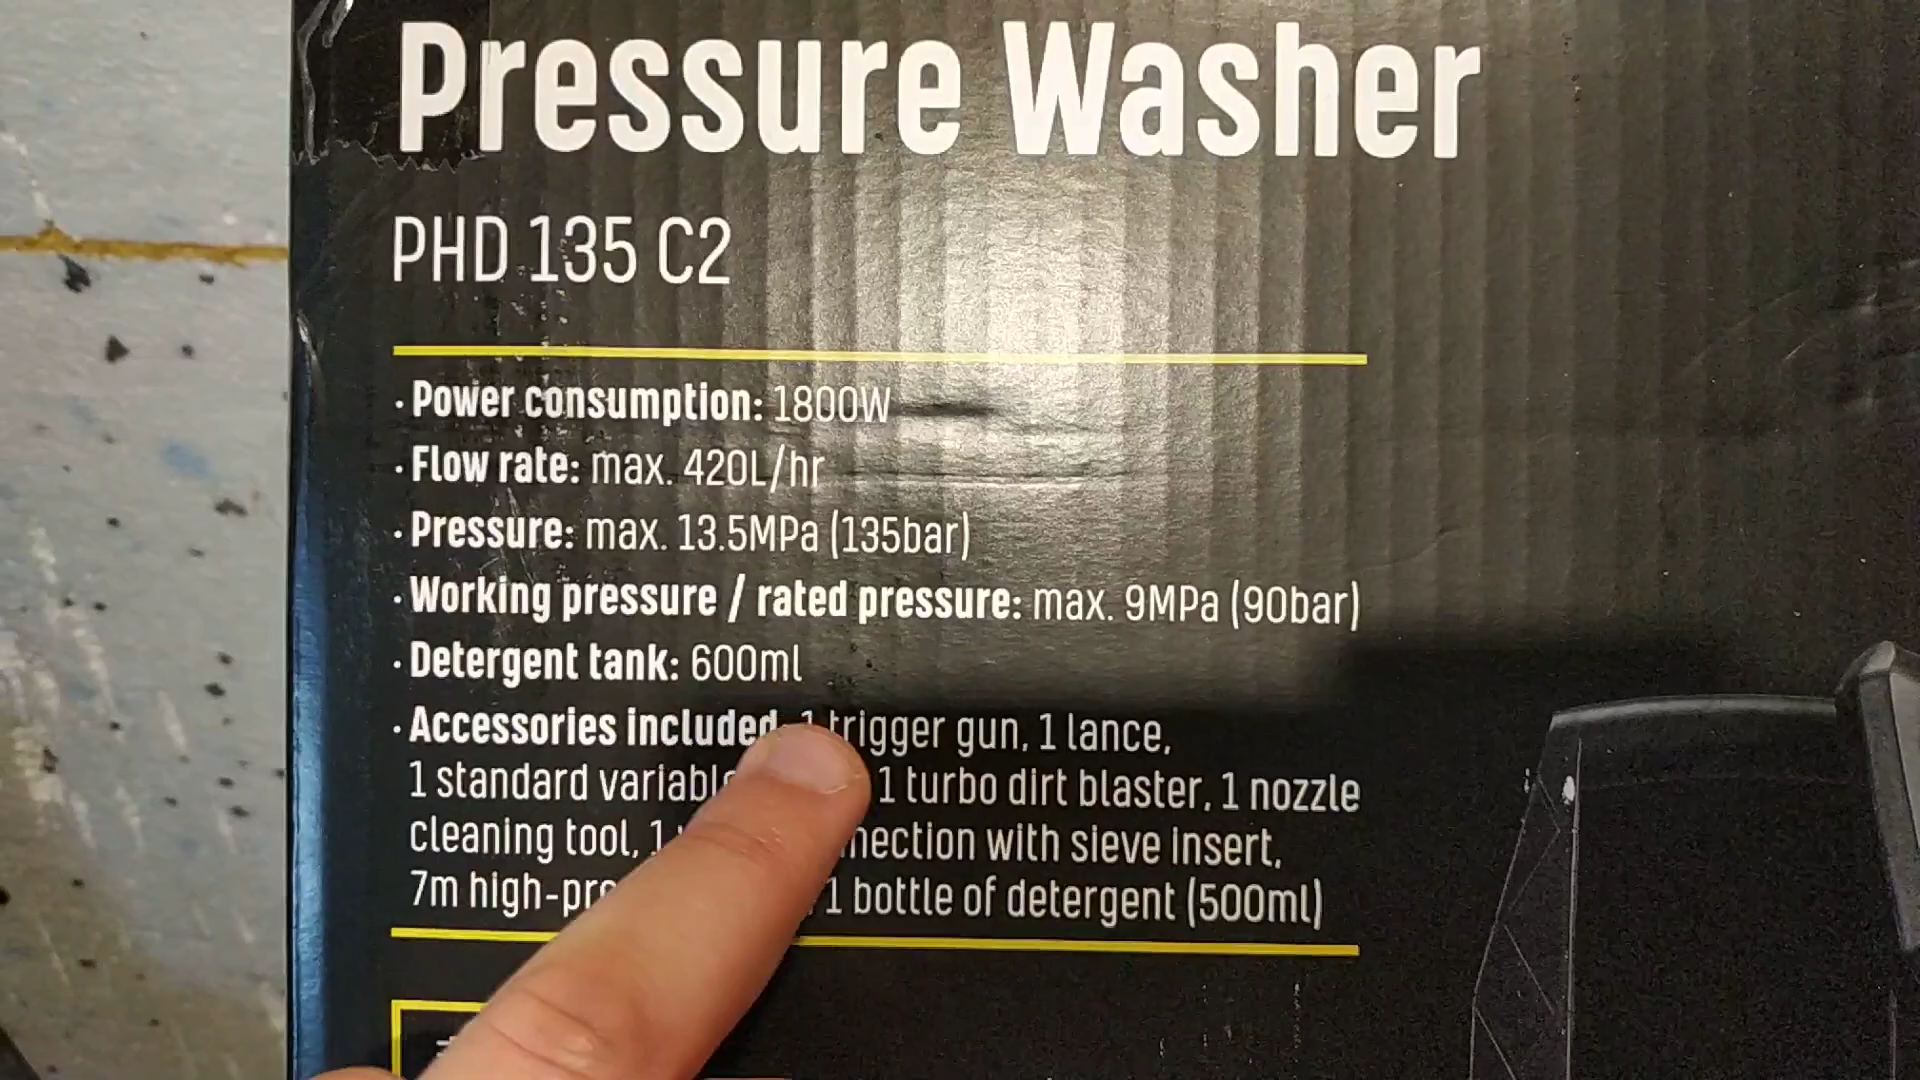 Pressure Washer
PHD 135 C2
· Power consumption: 1800W
· Flow rate: max. 420L/hr
· Pressure: max. 13.5MPa (135bar)
· Working pressure / rated pressure: max. 9MPa (90bar)
· Detergent tank: 600ml
· Accessories included 1 trigger gun, 1 lance,
1 standard 1 turbo dirt blaster, 1 nozzle
cleaning tool, 1 with sieve insert,
7m 1 bottle of detergent (500ml)